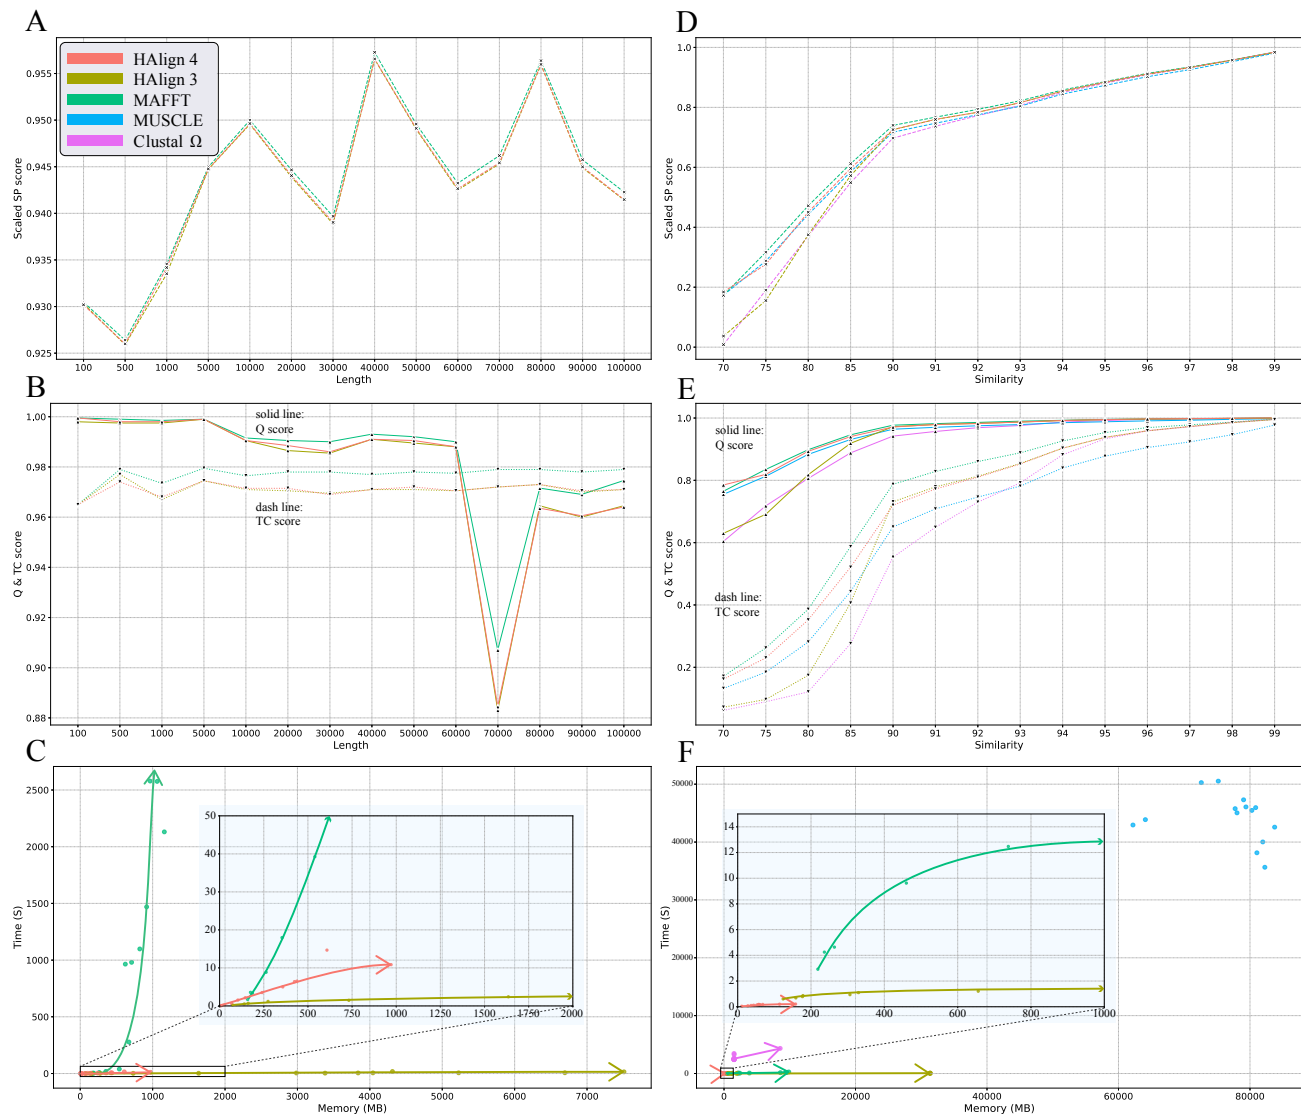 A
HAlign 4
HAlign 3
MAFFT
MUSCLE
Clustal Ω
Scaled SP score
0.955
0.950
0.945
0.940
0.935
0.930
0.925
100 500 1000 5000 10000 20000 30000 40000 50000 60000 70000 80000 90000 100000
Length
D
Scaled SP score
1.0
0.8
0.6
0.4
0.2
0.0
70 75 80 85 90 91 92 93 94 95 96 97 98 99
Similarity
B
solid line:
Q score
dash line:
TC score
Q & TC score
1.00
0.98
0.96
0.94
0.92
0.90
0.88
100 500 1000 5000 10000 20000 30000 40000 50000 60000 70000 80000 90000 100000
Length
E
solid line:
Q score
dash line:
TC score
Q & TC score
1.0
0.8
0.6
0.4
0.2
70 75 80 85 90 91 92 93 94 95 96 97 98 99
Similarity
C
Time (S)
2500
2000
1500
1000
500
0
0 1000 2000 3000 4000 5000 6000 7000
Memory (MB)
50
40
30
20
10
0
0 250 500 750 1000 1250 1500 1750 2000
F
Time (S)
50000
40000
30000
20000
10000
0
0 20000 40000 60000 80000
Memory (MB)
14
12
10
8
6
4
2
0
0 200 400 600 800 1000